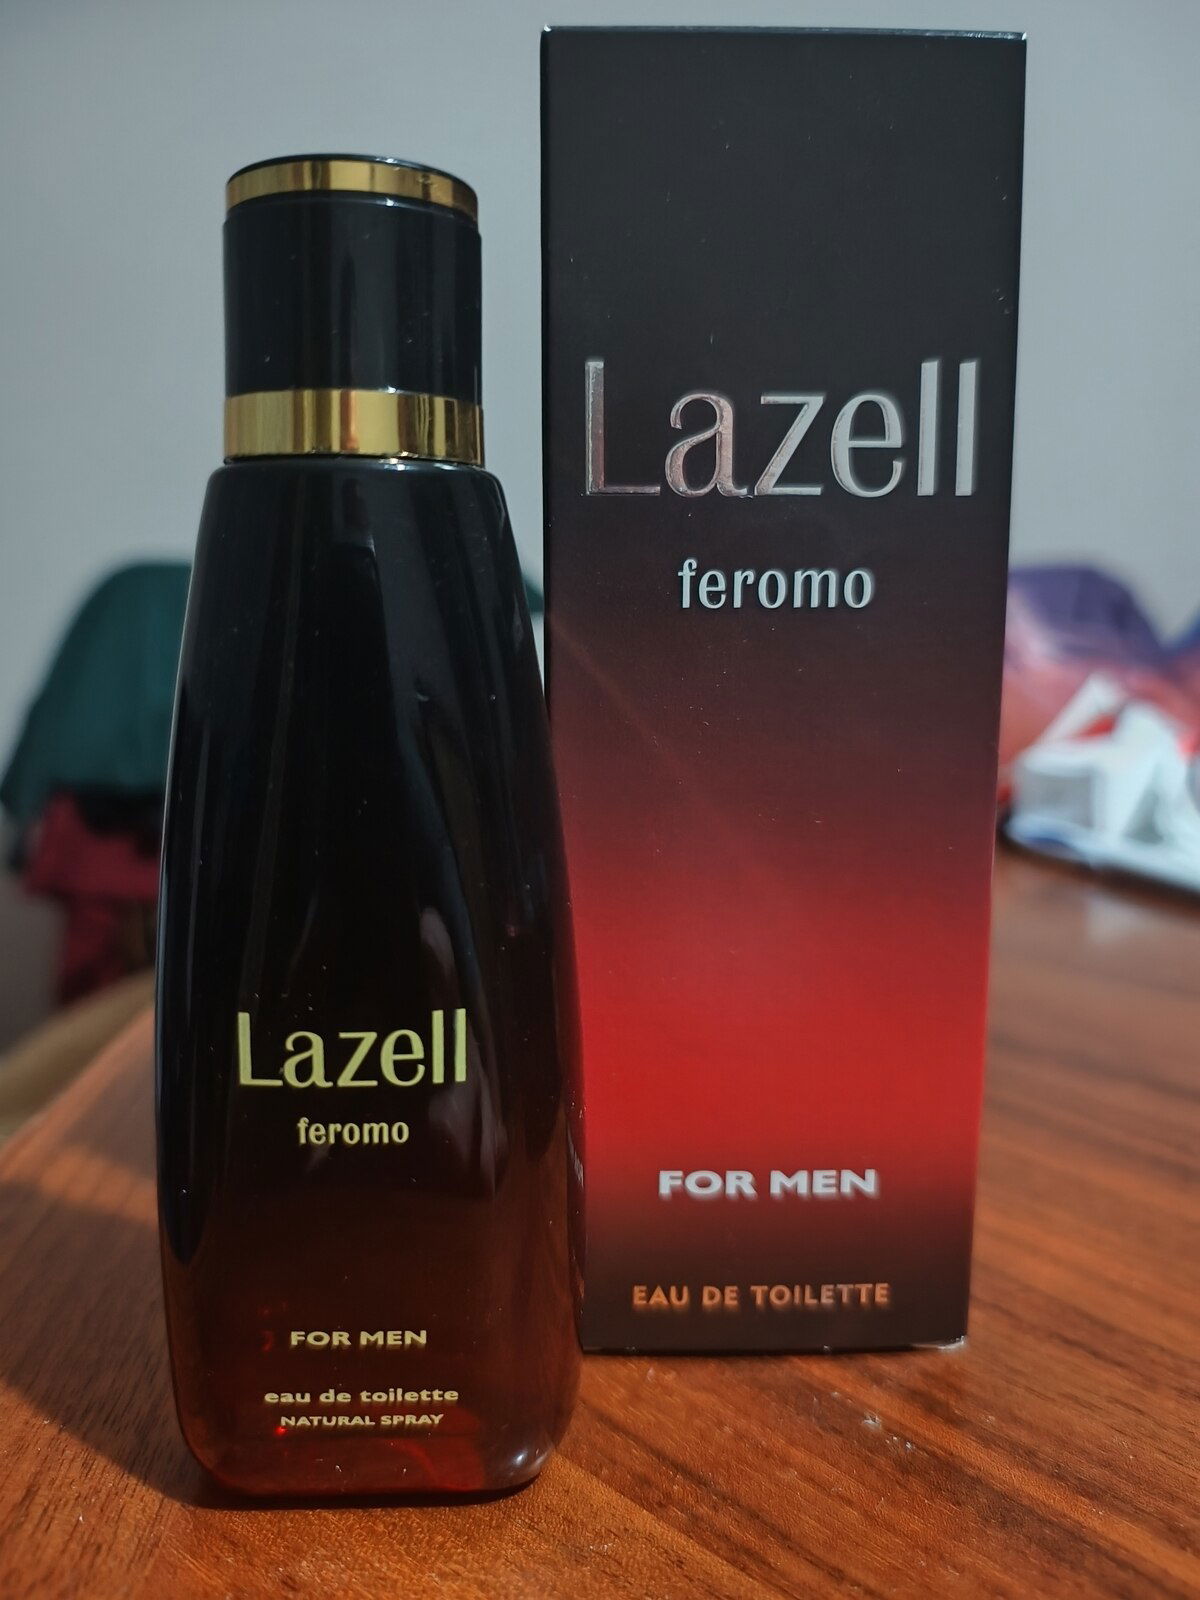 Lazell
feromo
FOR MEN
EAU DE TOILETTE
Lazell
feromo
FOR MEN
eau de toilette
NATURAL SPRAY